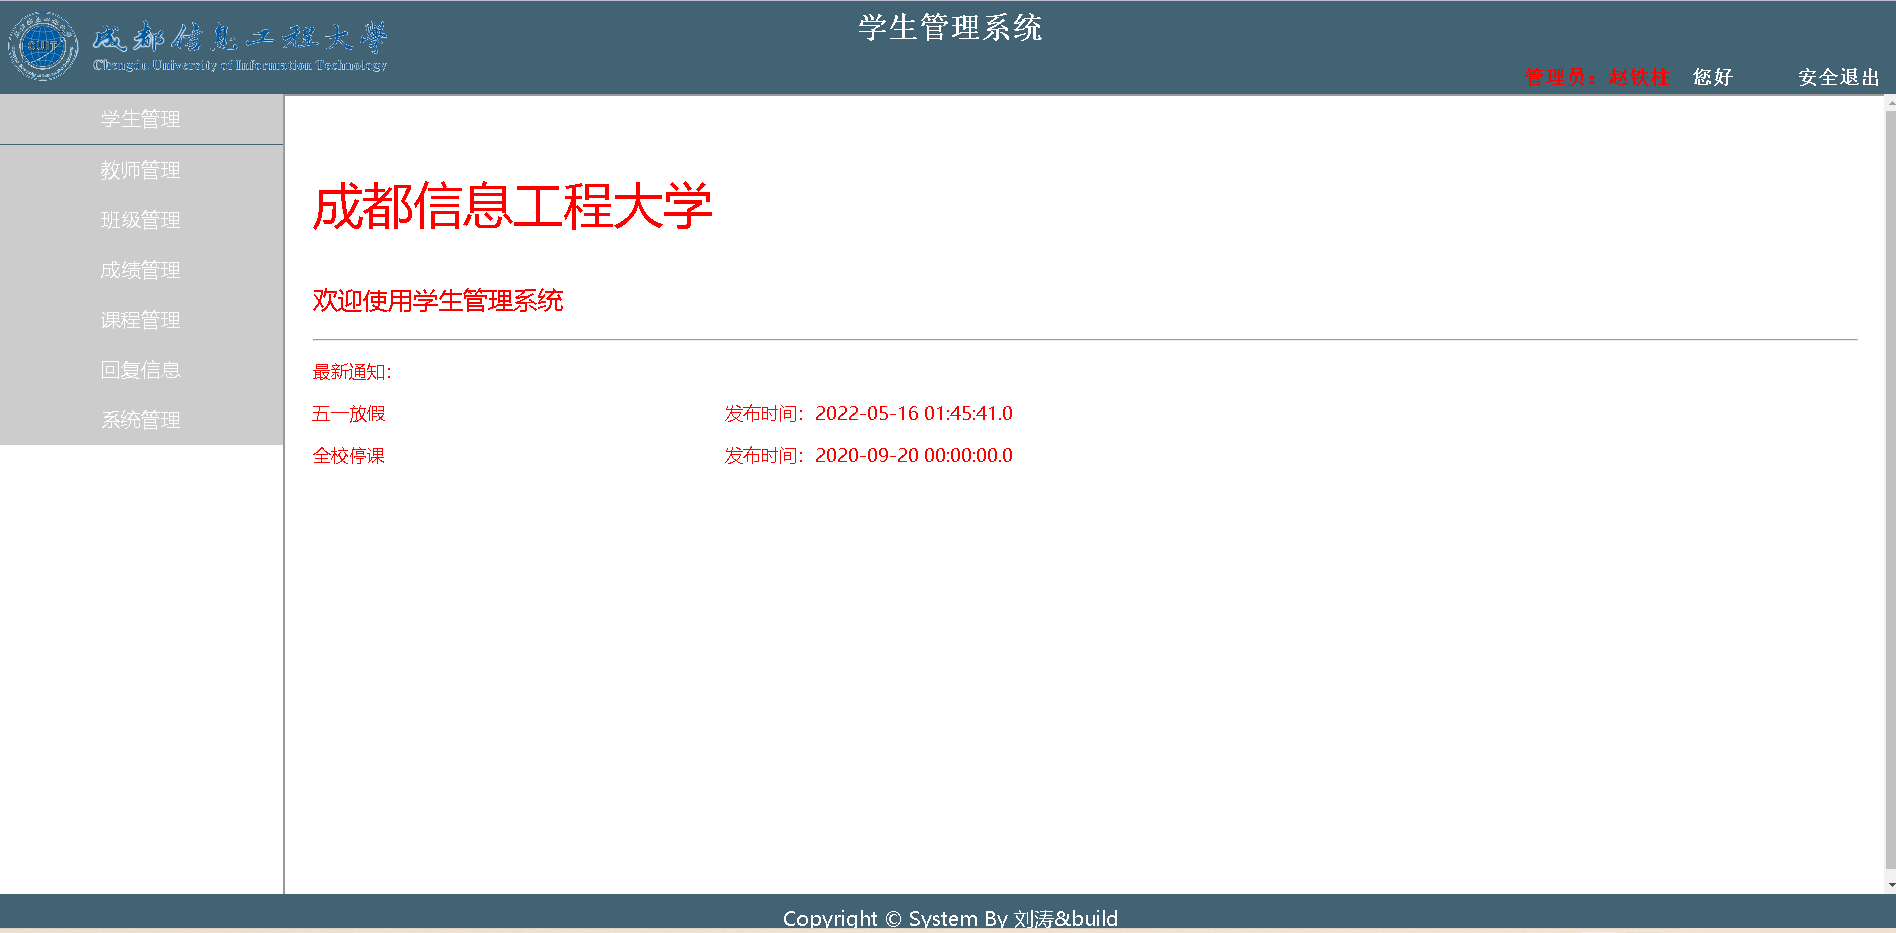 成都信息工程大學
Chengdu University of Information Technology
学生管理系统
管理员：赵铁柱 您好 安全退出
学生管理
教师管理
班级管理
成绩管理
课程管理
回复信息
系统管理
成都信息工程大学
欢迎使用学生管理系统
最新通知：
五一放假 发布时间：2022-05-16 01:45:41.0
全校停课 发布时间：2020-09-20 00:00:00.0
Copyright © System By 刘涛&build